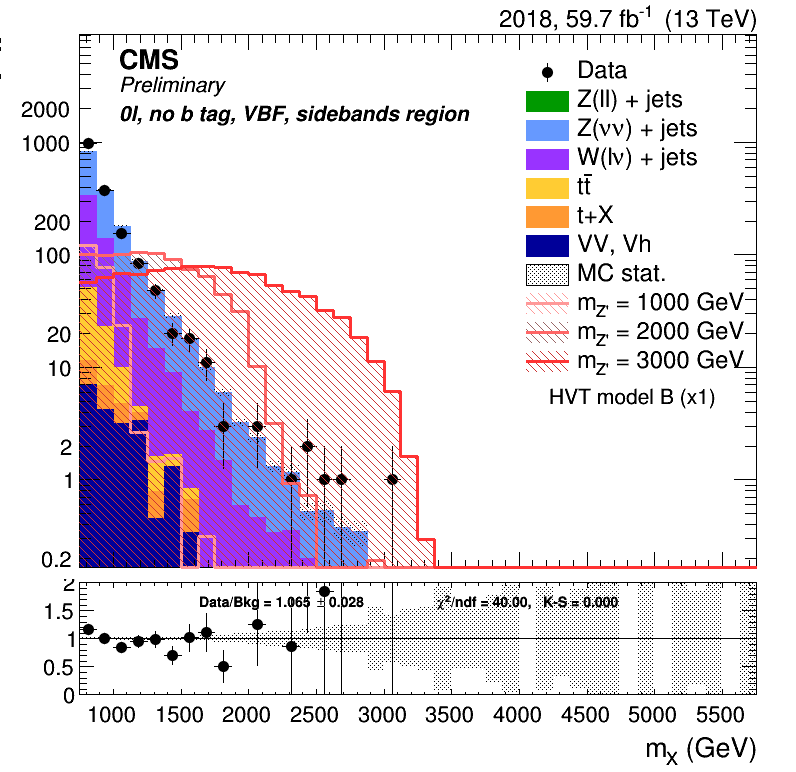 2018, 59.7 fb⁻¹ (13 TeV)
CMS
Preliminary
0l, no b tag, VBF, sidebands region
Data
Z(ll) + jets
Z(νν) + jets
W(lν) + jets
tt̄
t+X
VV, Vh
MC stat.
m_Z' = 1000 GeV
m_Z' = 2000 GeV
m_Z' = 3000 GeV
HVT model B (x1)
2000
1000
200
100
20
10
2
1
0.2
Data/Bkg = 1.065 ± 0.028 χ²/ndf = 40.00, K-S = 0.000
2
1.5
1
0.5
0
1000 1500 2000 2500 3000 3500 4000 4500 5000 5500
m_X (GeV)